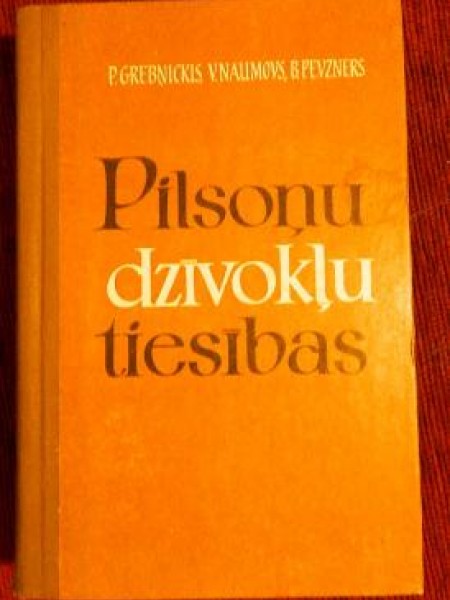 P. GREBŅICKIS, V. NAUMOVS, B. PEVZNERS
Pilsoņu
dzīvokļu
tiesības